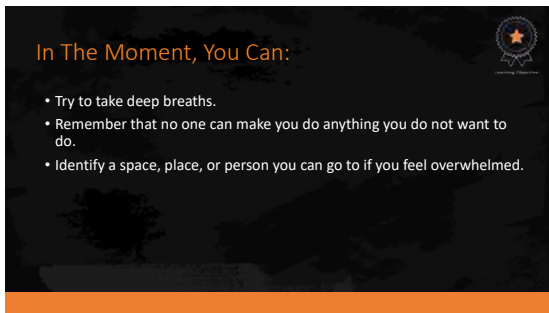 In The Moment, You Can:
Learning Objective
• Try to take deep breaths.
• Remember that no one can make you do anything you do not want to
do.
• Identify a space, place, or person you can go to if you feel overwhelmed.